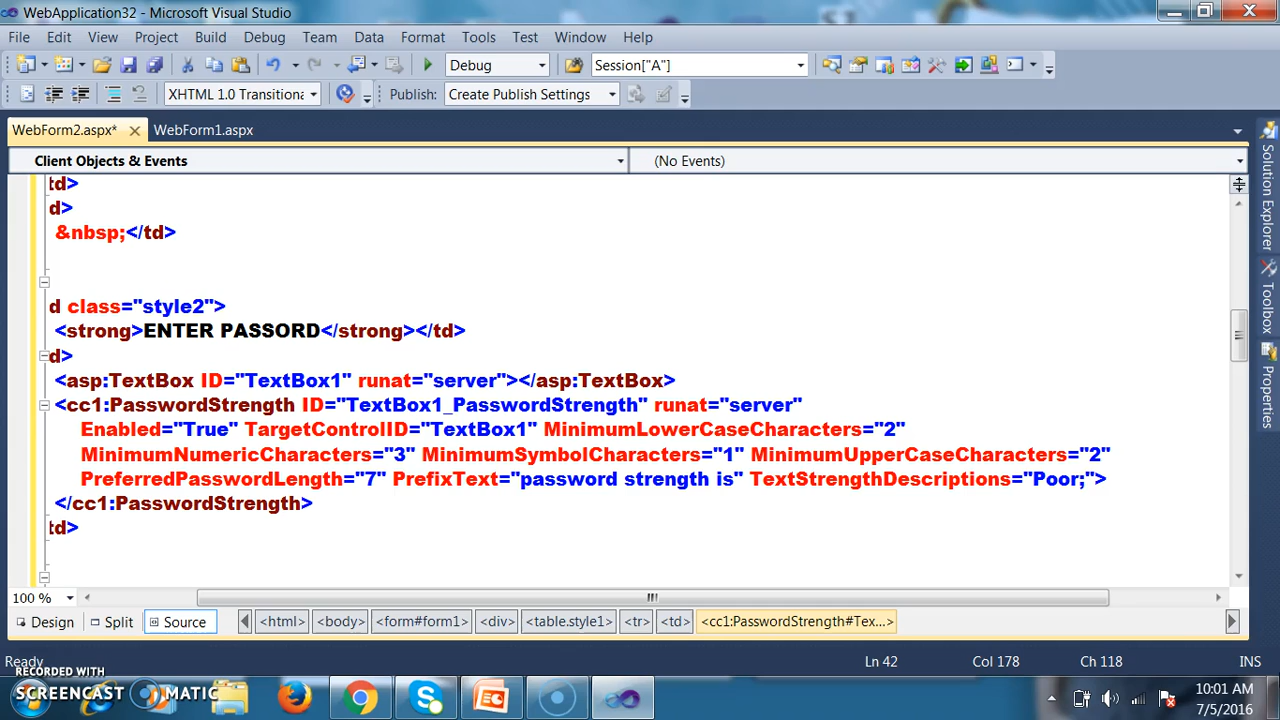 WebApplication32 - Microsoft Visual Studio
File Edit View Project Build Debug Team Data Format Tools Test Window Help
Debug Session["A"]
XHTML 1.0 Transitiona Publish: Create Publish Settings
WebForm2.aspx* WebForm1.aspx
Client Objects & Events (No Events)
td>
d>
&nbsp;</td>
d class="style2">
<strong>ENTER PASSORD</strong></td>
d>
<asp:TextBox ID="TextBox1" runat="server"></asp:TextBox>
<cc1:PasswordStrength ID="TextBox1_PasswordStrength" runat="server"
Enabled="True" TargetControlID="TextBox1" MinimumLowerCaseCharacters="2"
MinimumNumericCharacters="3" MinimumSymbolCharacters="1" MinimumUpperCaseCharacters="2"
PreferredPasswordLength="7" PrefixText="password strength is" TextStrengthDescriptions="Poor;">
</cc1:PasswordStrength>
td>
Solution Explorer
Toolbox
Properties
100 %
Design Split Source <html> <body> <form#form1> <div> <table.style1> <tr> <td> <cc1:PasswordStrength#Tex...>
Ready Ln 42 Col 178 Ch 118 INS
RECORDED WITH
SCREENCAST MATIC
10:01 AM
7/5/2016